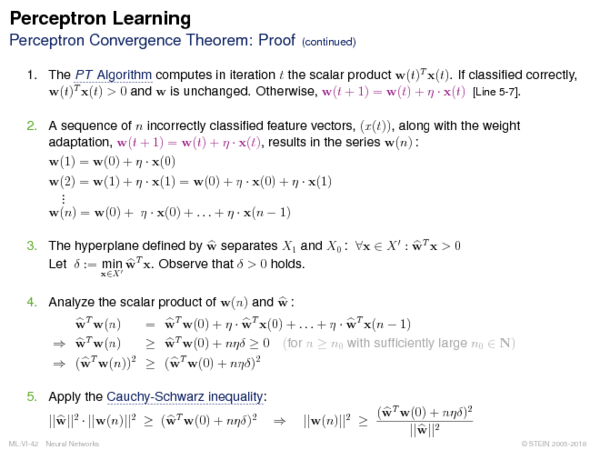 Perceptron Learning
Perceptron Convergence Theorem: Proof (continued)
1. The PT Algorithm computes in iteration t the scalar product w(t)ᵀx(t). If classified correctly,
w(t)ᵀx(t) > 0 and w is unchanged. Otherwise, w(t + 1) = w(t) + η · x(t) [Line 5-7].
2. A sequence of n incorrectly classified feature vectors, (x(t)), along with the weight
adaptation, w(t + 1) = w(t) + η · x(t), results in the series w(n) :
w(1) = w(0) + η · x(0)
w(2) = w(1) + η · x(1) = w(0) + η · x(0) + η · x(1)
⋮
w(n) = w(0) + η · x(0) + . . . + η · x(n − 1)
3. The hyperplane defined by ŵ separates X₁ and X₀ : ∀x ∈ X′ : ŵᵀx > 0
Let δ := min ŵᵀx. Observe that δ > 0 holds.
x∈X′
4. Analyze the scalar product of w(n) and ŵ :
ŵᵀw(n) = ŵᵀw(0) + η · ŵᵀx(0) + . . . + η · ŵᵀx(n − 1)
⇒ ŵᵀw(n) ≥ ŵᵀw(0) + nηδ ≥ 0 (for n ≥ n₀ with sufficiently large n₀ ∈ N)
⇒ (ŵᵀw(n))² ≥ (ŵᵀw(0) + nηδ)²
5. Apply the Cauchy-Schwarz inequality:
||ŵ||² · ||w(n)||² ≥ (ŵᵀw(0) + nηδ)² ⇒ ||w(n)||² ≥ (ŵᵀw(0) + nηδ)²
||ŵ||²
ML:VI-42 Neural Networks © STEIN 2005-2018